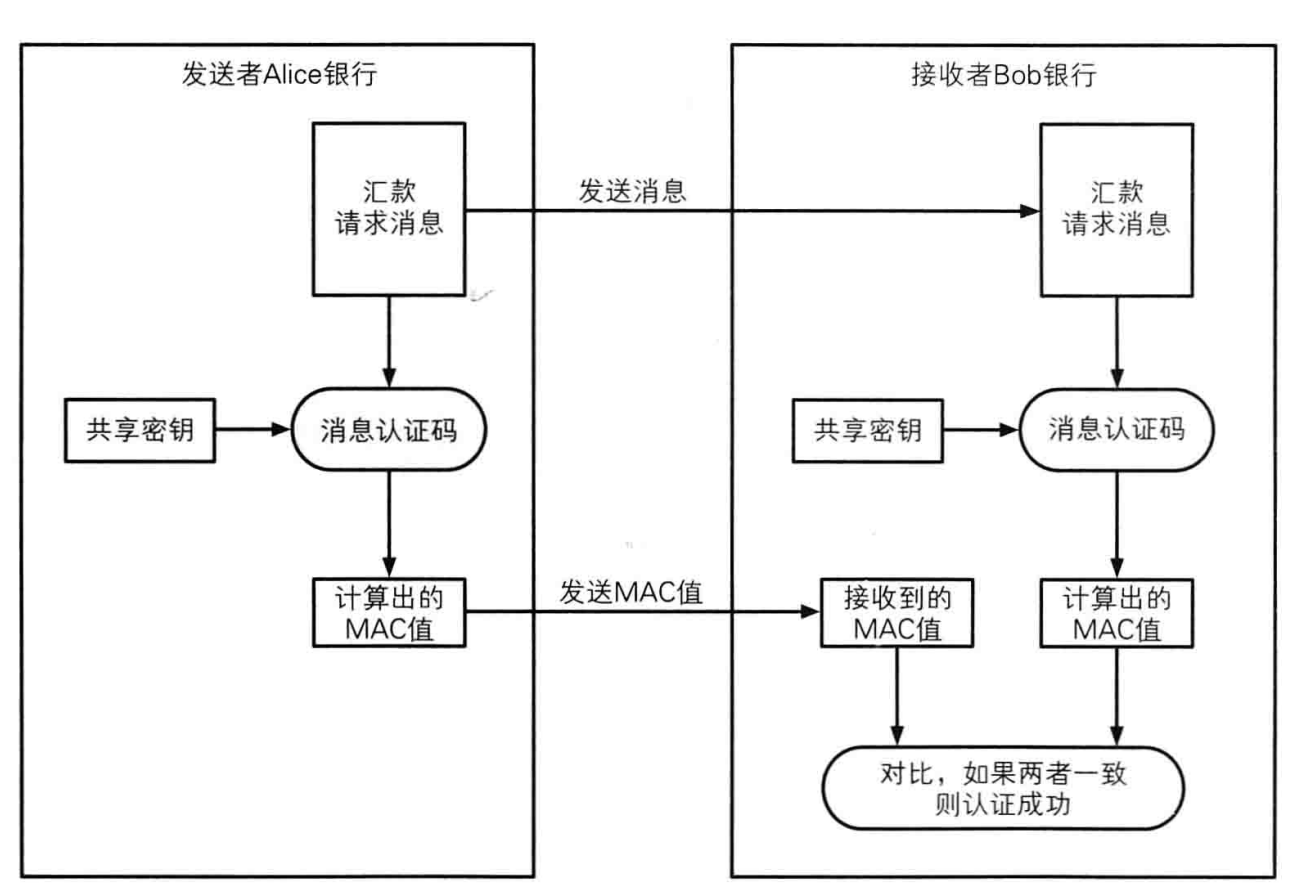 发送者Alice银行
接收者Bob银行
汇款
请求消息
发送消息
汇款
请求消息
共享密钥
消息认证码
共享密钥
消息认证码
计算出的
MAC值
发送MAC值
接收到的
MAC值
计算出的
MAC值
对比，如果两者一致
则认证成功